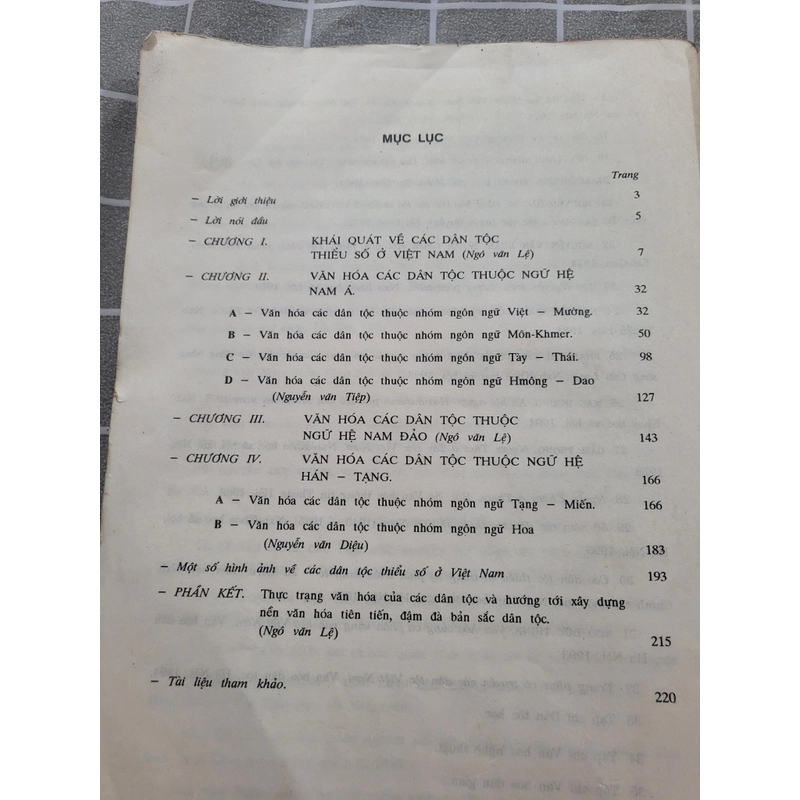 MỤC LỤC
Trang
– Lời giới thiệu 3
– Lời nói đầu 5
– CHƯƠNG I. KHÁI QUÁT VỀ CÁC DÂN TỘC
THIỂU SỐ Ở VIỆT NAM (Ngô văn Lệ) 7
– CHƯƠNG II. VĂN HÓA CÁC DÂN TỘC THUỘC NGỮ HỆ
NAM Á. 32
A – Văn hóa các dân tộc thuộc nhóm ngôn ngữ Việt – Mường. 32
B – Văn hóa các dân tộc thuộc nhóm ngôn ngữ Môn-Khmer. 50
C – Văn hóa các dân tộc thuộc nhóm ngôn ngữ Tày – Thái. 98
D – Văn hóa các dân tộc thuộc nhóm ngôn ngữ Hmông – Dao
(Nguyễn văn Tiệp) 127
– CHƯƠNG III. VĂN HÓA CÁC DÂN TỘC THUỘC
NGỮ HỆ NAM ĐẢO (Ngô văn Lệ) 143
– CHƯƠNG IV. VĂN HÓA CÁC DÂN TỘC THUỘC NGỮ HỆ
HÁN – TẠNG. 166
A – Văn hóa các dân tộc thuộc nhóm ngôn ngữ Tạng – Miến. 166
B – Văn hóa các dân tộc thuộc nhóm ngôn ngữ Hoa
(Nguyễn văn Diệu) 183
– Một số hình ảnh về các dân tộc thiểu số ở Việt Nam 193
– PHẦN KẾT. Thực trạng văn hóa của các dân tộc và hướng tới xây dựng
nền văn hóa tiên tiến, đậm đà bản sắc dân tộc.
(Ngô văn Lệ) 215
– Tài liệu tham khảo. 220